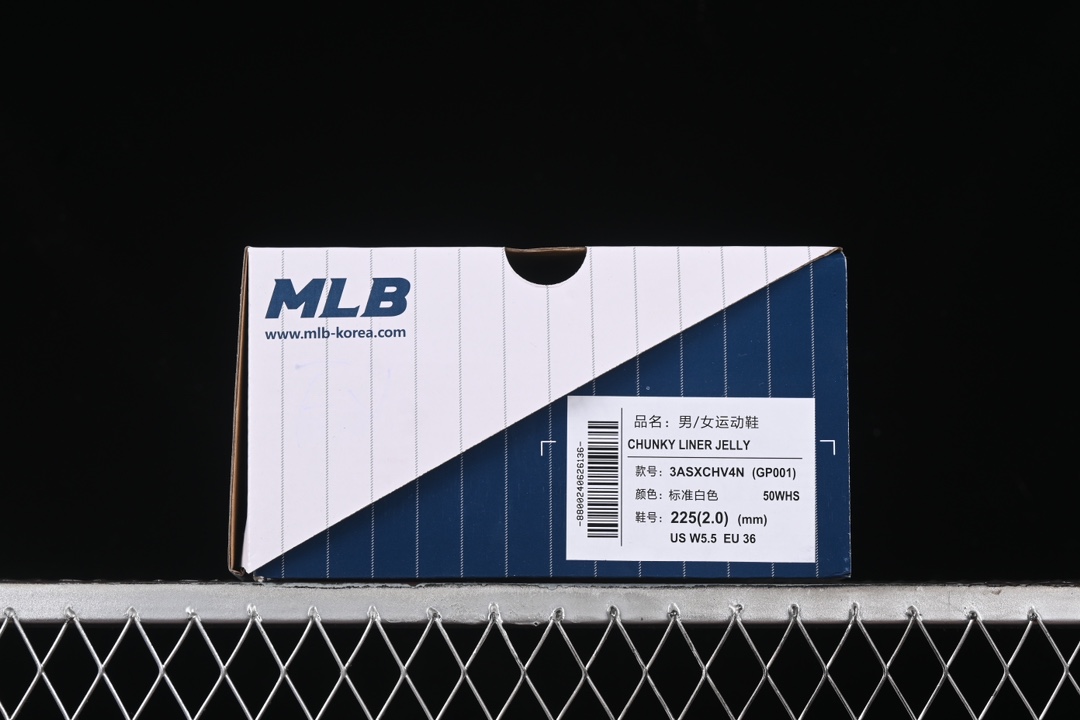 MLB
www.mlb-korea.com
-8800240626136-
品名：男/女运动鞋
CHUNKY LINER JELLY
款号：3ASXCHV4N (GP001)
颜色：标准白色 50WHS
鞋号：225(2.0) (mm)
US W5.5 EU 36